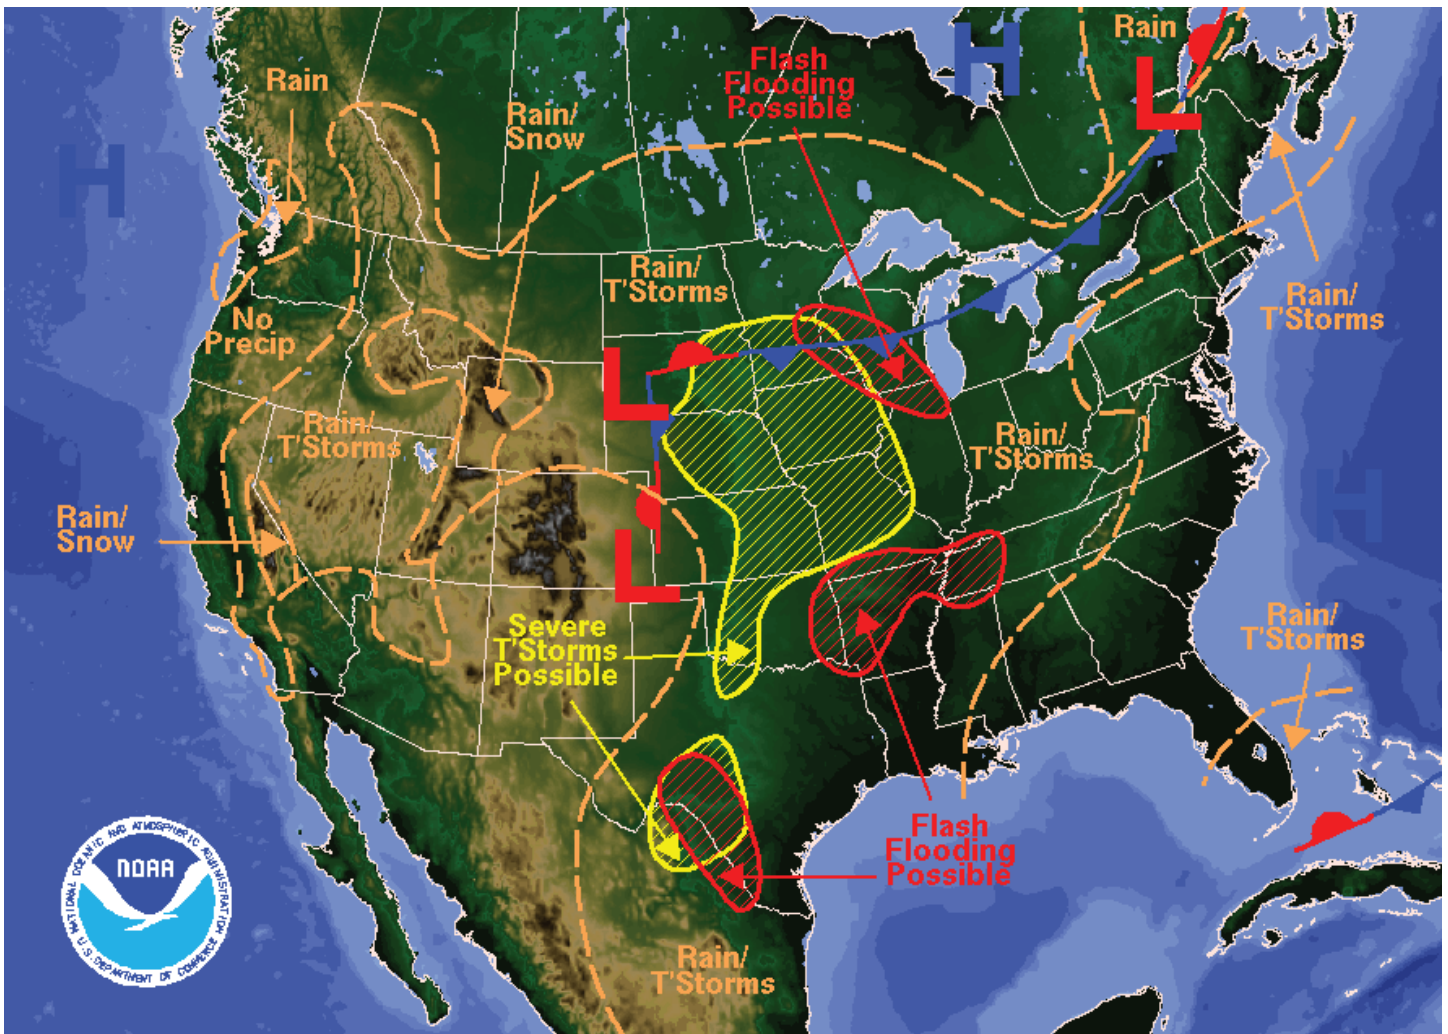 Rain
Flash
Flooding
Possible
H
Rain
L
Rain/
Snow
H
Rain/
T'Storms
Rain/
T'Storms
No
Precip
L
Rain/
T'Storms
Rain/
T'Storms
H
Rain/
Snow
L
Severe
T'Storms
Possible
Rain/
T'Storms
Flash
Flooding
Possible
Rain/
T'Storms
NATIONAL OCEANIC AND ATMOSPHERIC ADMINISTRATION
NOAA
U.S. DEPARTMENT OF COMMERCE